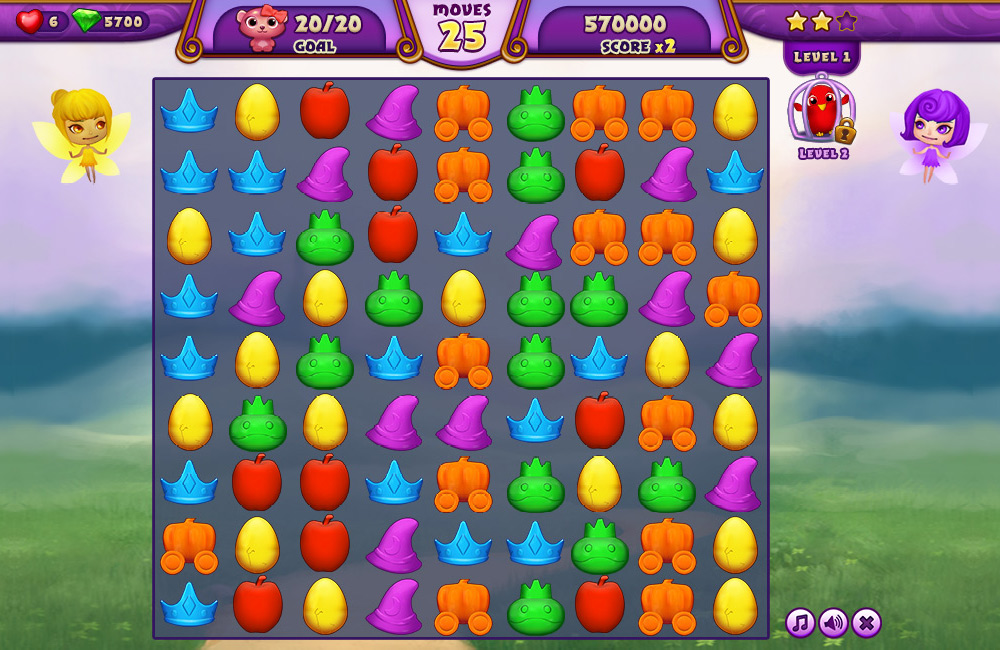 6 5700
20/20
GOAL
MOVES
25
570000
SCORE x2
LEVEL 1
LEVEL 2